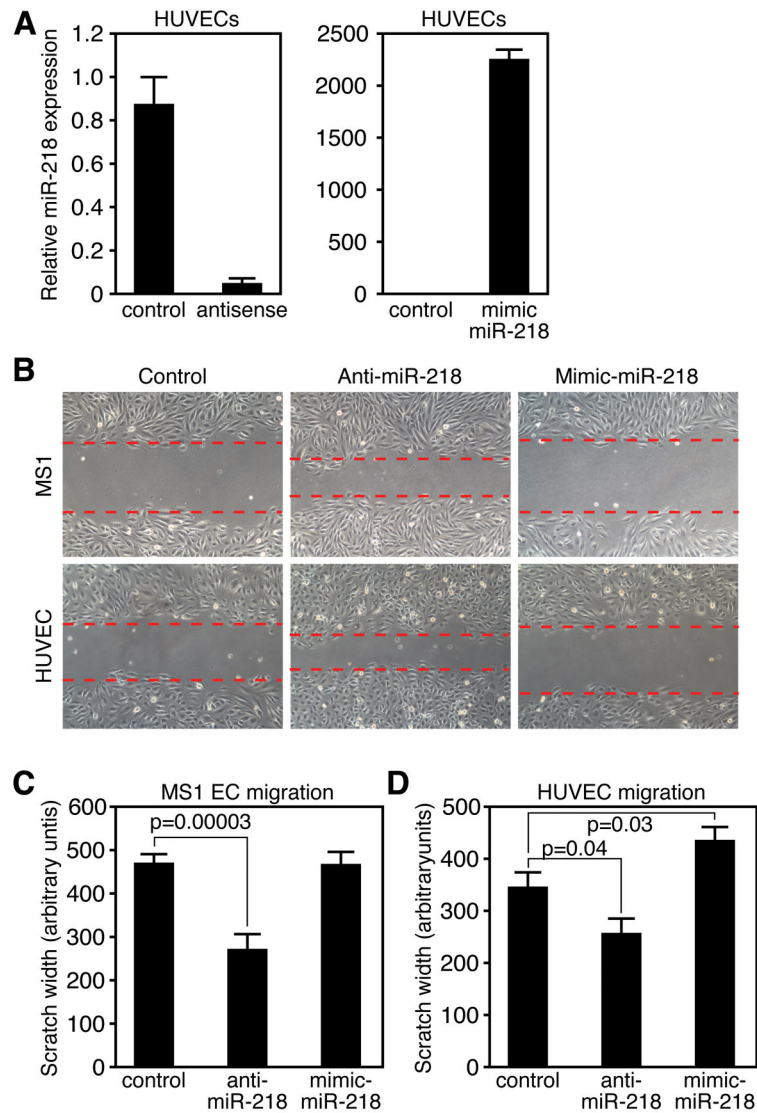 A
HUVECs
HUVECs
Relative miR-218 expression
1.2
1.0
0.8
0.6
0.4
0.2
0
control
antisense
2500
2000
1500
1000
500
0
control
mimic
miR-218
B
Control
Anti-miR-218
Mimic-miR-218
MS1
HUVEC
C
MS1 EC migration
Scratch width (arbitrary untis)
600
500
400
300
200
100
0
p=0.00003
control
anti-
miR-218
mimic-
miR-218
D
HUVEC migration
Scratch width (arbitraryunits)
500
400
300
200
100
0
p=0.03
p=0.04
control
anti-
miR-218
mimic-
miR-218